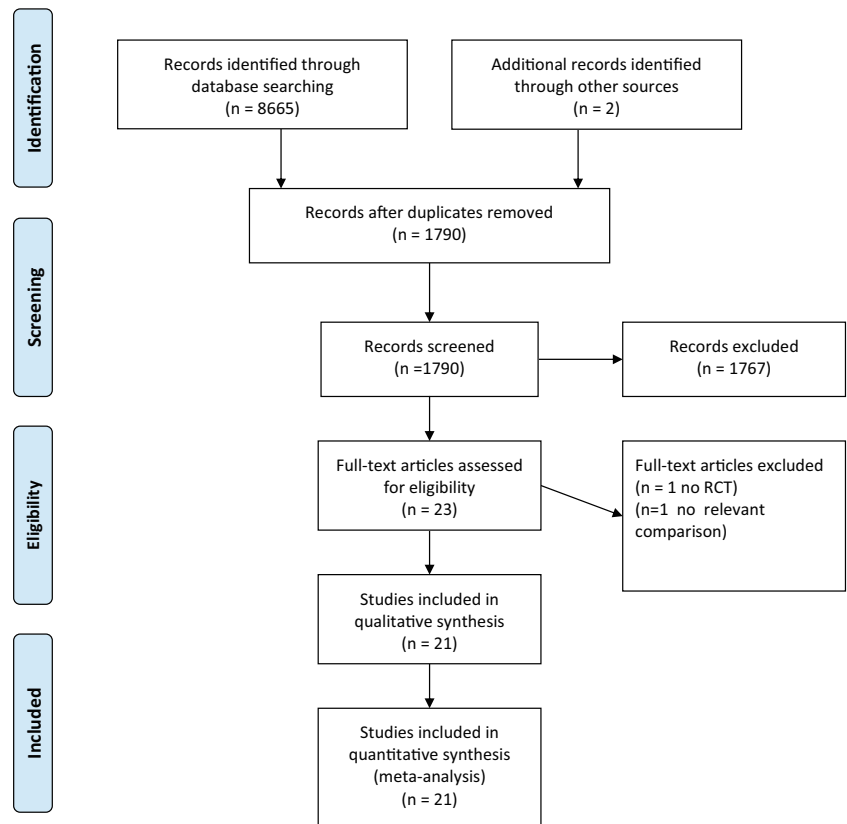 Identification
Records identified through
database searching
(n = 8665)
Additional records identified
through other sources
(n = 2)
Records after duplicates removed
(n = 1790)
Screening
Records screened
(n =1790)
Records excluded
(n = 1767)
Eligibility
Full-text articles assessed
for eligibility
(n = 23)
Full-text articles excluded
(n = 1 no RCT)
(n=1 no relevant
comparison)
Studies included in
qualitative synthesis
(n = 21)
Included
Studies included in
quantitative synthesis
(meta-analysis)
(n = 21)